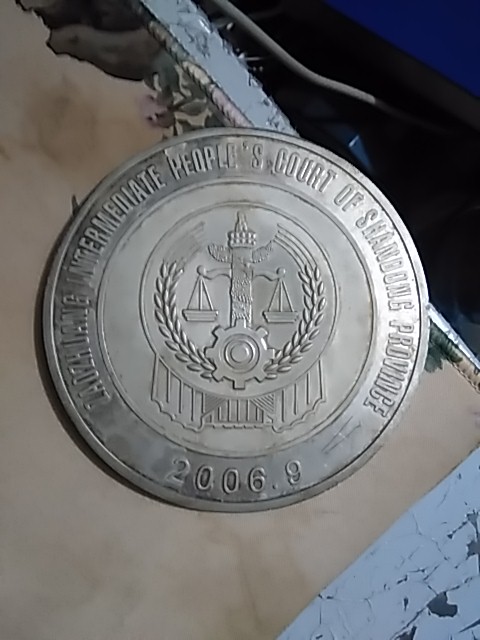 ZAOZHUANG INTERMEDIATE PEOPLE'S COURT OF SHANDONG PROVINCE
2006.9